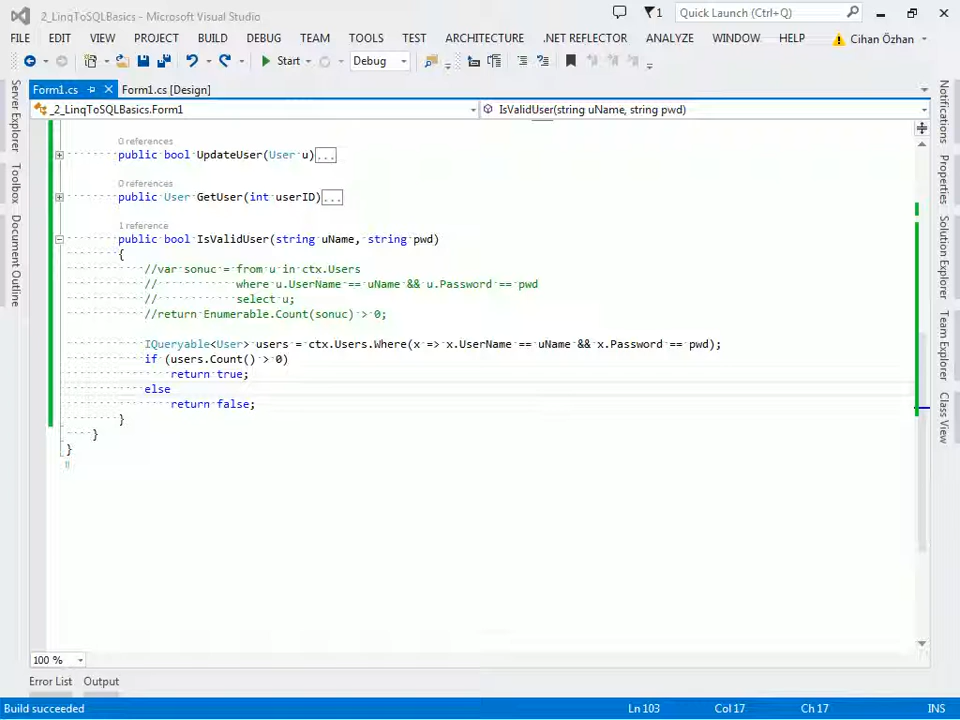 2_LinqToSQLBasics - Microsoft Visual Studio
1
Quick Launch (Ctrl+Q)
FILE EDIT VIEW PROJECT BUILD DEBUG TEAM TOOLS TEST ARCHITECTURE .NET REFLECTOR ANALYZE WINDOW HELP Cihan Özhan
Start Debug
Form1.cs Form1.cs [Design]
_2_LinqToSQLBasics.Form1 IsValidUser(string uName, string pwd)
0 references
public bool UpdateUser(User u)...
0 references
public User GetUser(int userID)...
1 reference
public bool IsValidUser(string uName, string pwd)
{
//var sonuc = from u in ctx.Users
// where u.UserName == uName && u.Password == pwd
// select u;
//return Enumerable.Count(sonuc) > 0;
IQueryable<User> users = ctx.Users.Where(x => x.UserName == uName && x.Password == pwd);
if (users.Count() > 0)
return true;
else
return false;
}
}
}
Server Explorer
Toolbox
Document Outline
Notifications
Properties
Solution Explorer
Team Explorer
Class View
100 %
Error List Output
Build succeeded Ln 103 Col 17 Ch 17 INS